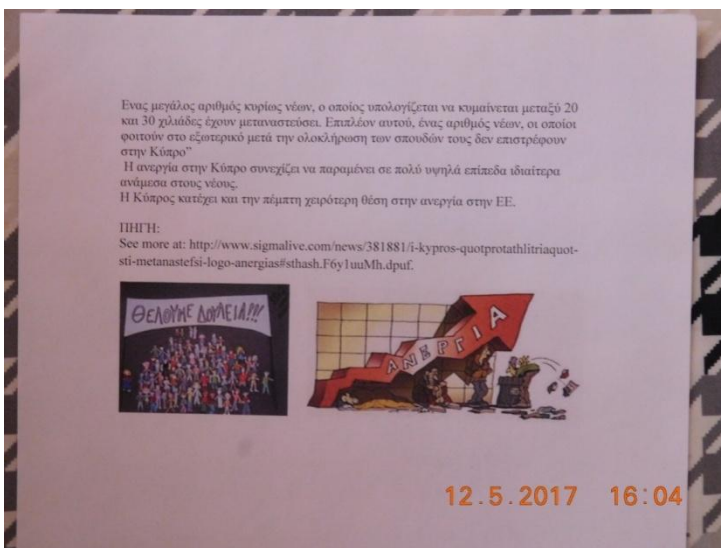 Ενας μεγάλος αριθμός κυρίως νέων, ο οποίος υπολογίζεται να κυμαίνεται μεταξύ 20
και 30 χιλιάδες έχουν μεταναστεύσει. Επιπλέον αυτού, ένας αριθμός νέων, οι οποίοι
φοιτούν στο εξωτερικό μετά την ολοκλήρωση των σπουδών τους δεν επιστρέφουν
στην Κύπρο”
Η ανεργία στην Κύπρο συνεχίζει να παραμένει σε πολύ υψηλά επίπεδα ιδιαίτερα
ανάμεσα στους νέους.
Η Κύπρος κατέχει και την πέμπτη χειρότερη θέση στην ανεργία στην ΕΕ.
ΠΗΓΗ:
See more at: http://www.sigmalive.com/news/381881/i-kypros-quotprotathlitriaquot-
sti-metanastefsi-logo-anergias#sthash.F6y1uuMh.dpuf.
ΘΕΛΟΥΜΕ ΔΟΥΛΕΙΑ!!!
ΑΝΕΡΓΙΑ
12.5.2017 16:04